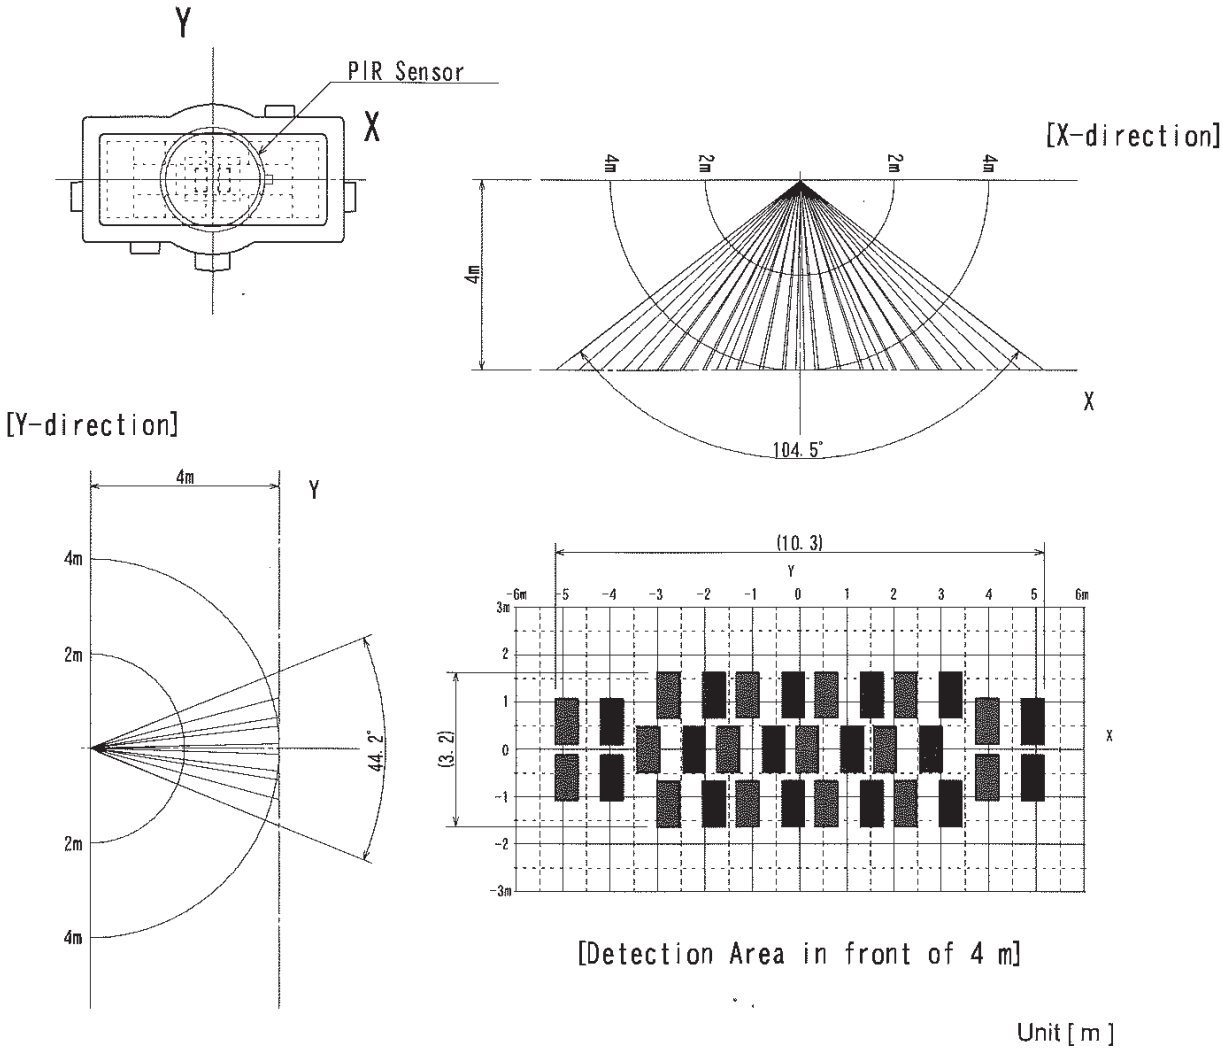 Y
PIR Sensor
X
[X-direction]
4m 2m 2m 4m
4m
X
104.5°
[Y-direction]
4m
Y
4m
2m
2m
4m
44.2°
(10.3)
Y
-6m -5 -4 -3 -2 -1 0 1 2 3 4 5 6m
3m
2
1
0
-1
-2
-3m
(3.2)
X
[Detection Area in front of 4 m]
Unit [ m ]